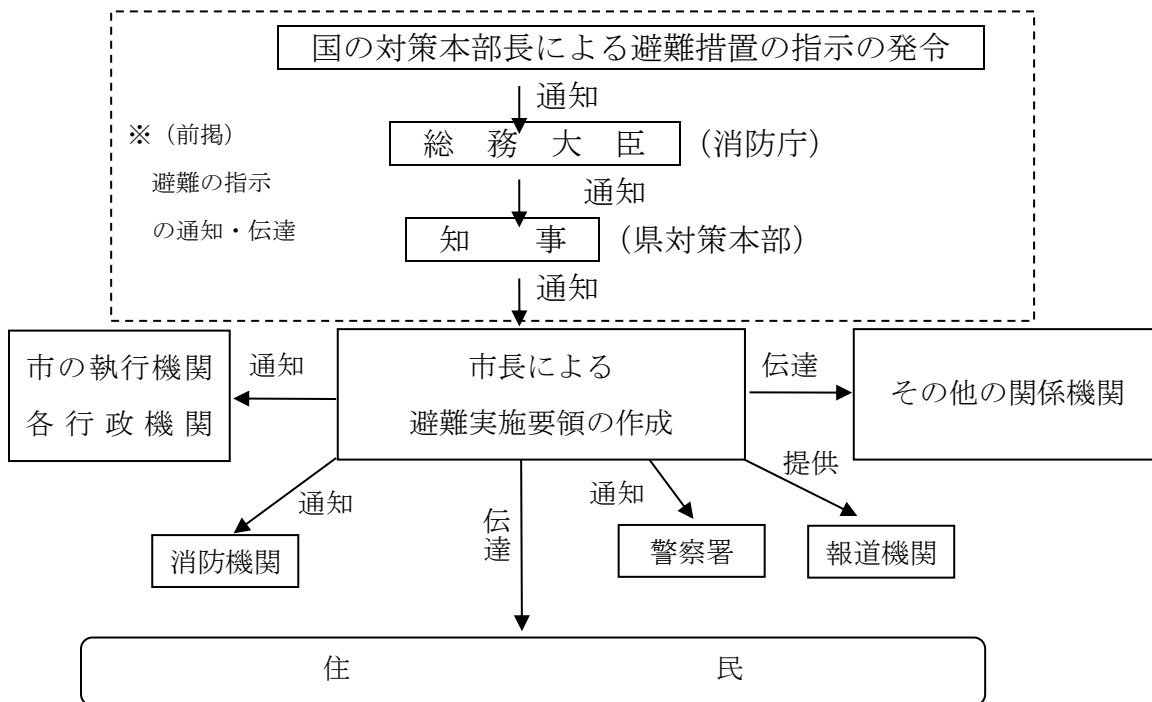 国の対策本部長による避難措置の指示の発令
通知
※（前掲）
避難の指示
の通知・伝達
総務大臣
（消防庁）
通知
知事
（県対策本部）
通知
市の執行機関
各行政機関
通知
市長による
避難実施要領の作成
伝達
その他の関係機関
通知
伝達
通知
提供
消防機関
警察署
報道機関
住民